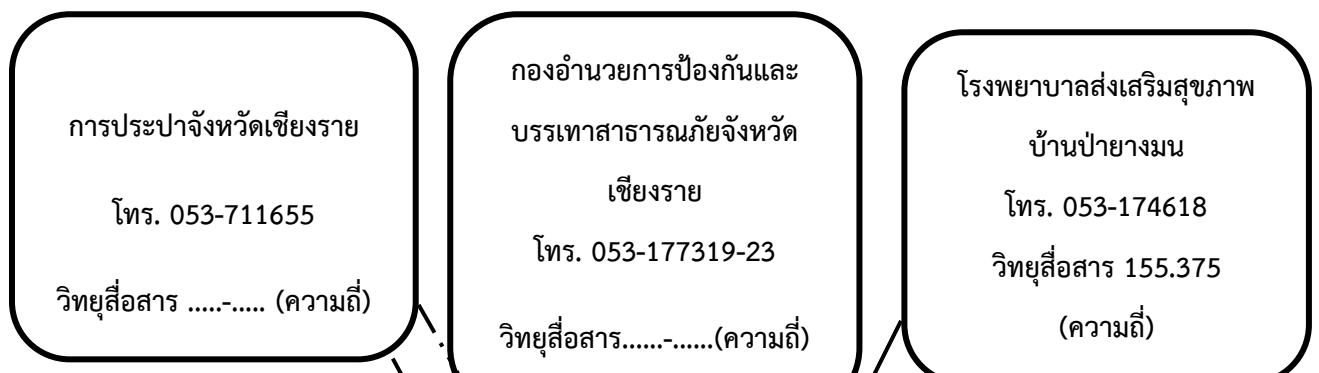 การประปาจังหวัดเชียงราย
โทร. 053-711655
วิทยุสื่อสาร .....-..... (ความถี่)
กองอำนวยการป้องกันและ
บรรเทาสาธารณภัยจังหวัด
เชียงราย
โทร. 053-177319-23
วิทยุสื่อสาร......-......(ความถี่)
โรงพยาบาลส่งเสริมสุขภาพ
บ้านป่ายางมน
โทร. 053-174618
วิทยุสื่อสาร 155.375
(ความถี่)